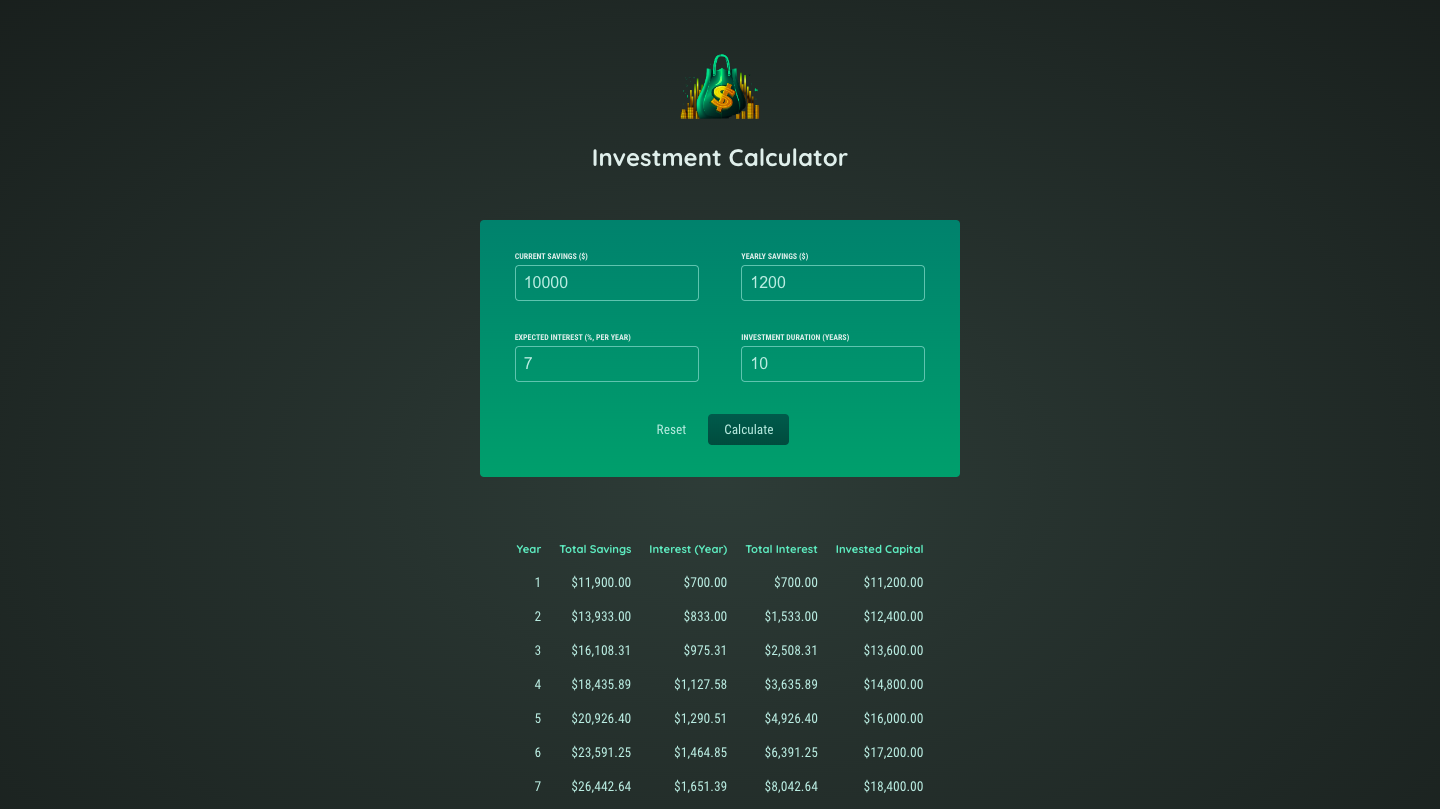 $
Investment Calculator
CURRENT SAVINGS ($) YEARLY SAVINGS ($)
10000 1200
EXPECTED INTEREST (%, PER YEAR) INVESTMENT DURATION (YEARS)
7 10
Reset Calculate
Year Total Savings Interest (Year) Total Interest Invested Capital
1 $11,900.00 $700.00 $700.00 $11,200.00
2 $13,933.00 $833.00 $1,533.00 $12,400.00
3 $16,108.31 $975.31 $2,508.31 $13,600.00
4 $18,435.89 $1,127.58 $3,635.89 $14,800.00
5 $20,926.40 $1,290.51 $4,926.40 $16,000.00
6 $23,591.25 $1,464.85 $6,391.25 $17,200.00
7 $26,442.64 $1,651.39 $8,042.64 $18,400.00